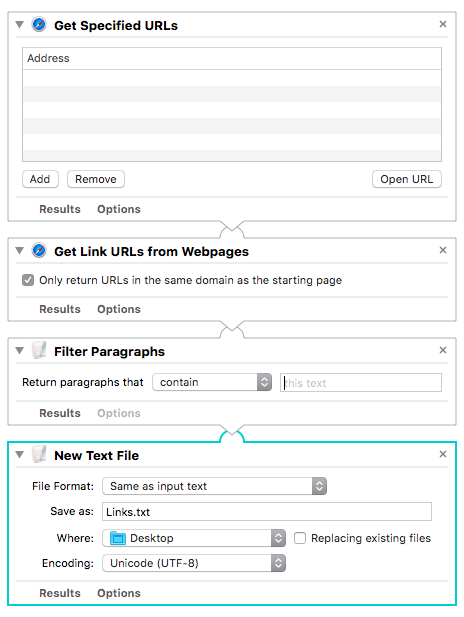 Get Specified URLs
Address
Add Remove Open URL
Results Options
Get Link URLs from Webpages
Only return URLs in the same domain as the starting page
Results Options
Filter Paragraphs
Return paragraphs that contain this text
Results Options
New Text File
File Format: Same as input text
Save as: Links.txt
Where: Desktop Replacing existing files
Encoding: Unicode (UTF-8)
Results Options